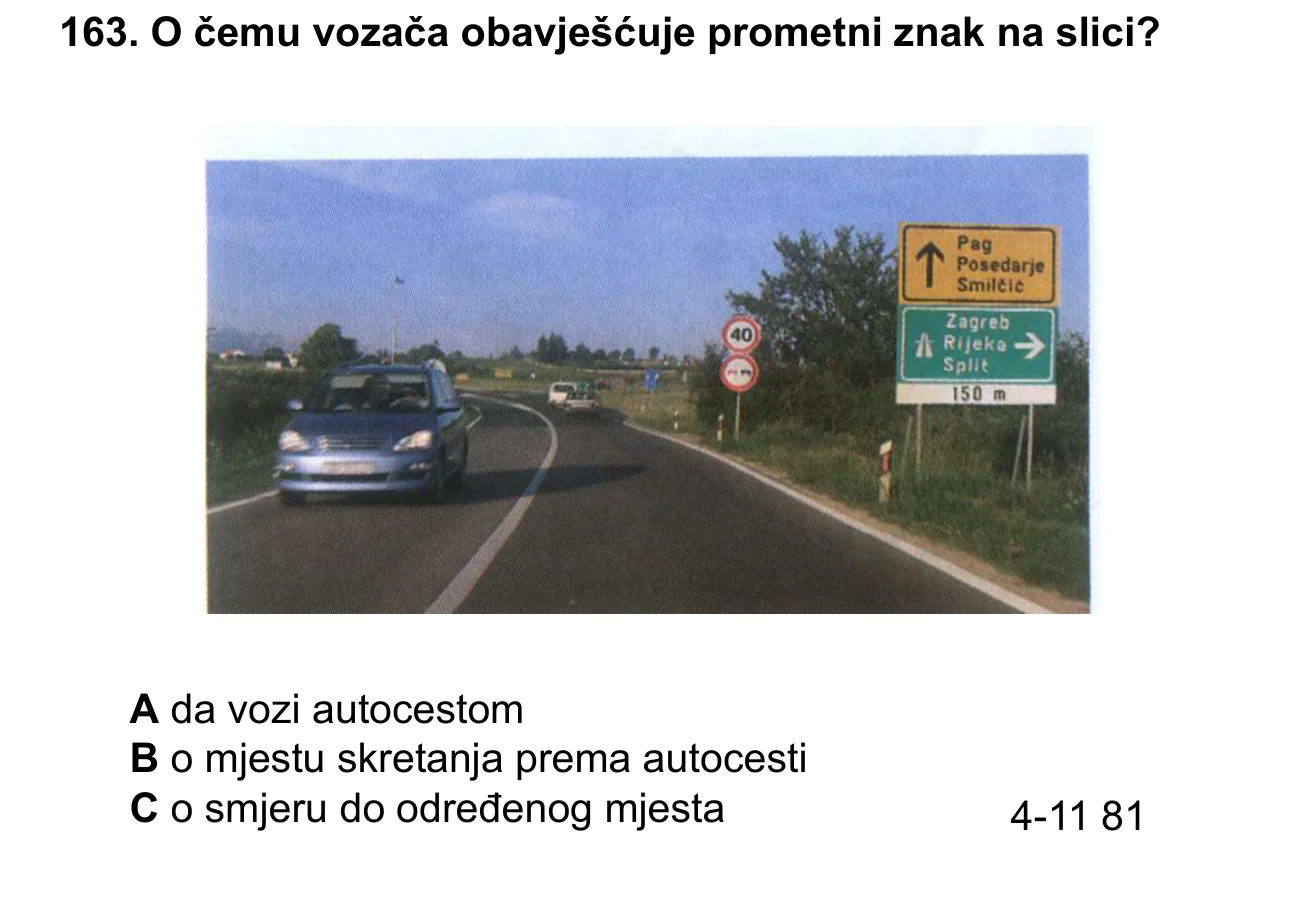 163. O čemu vozača obavješćuje prometni znak na slici?
Pag
Posedarje
Smilčić
Zagreb
Rijeka
Split
150 m
40
A da vozi autocestom
B o mjestu skretanja prema autocesti
C o smjeru do određenog mjesta
4-11 81